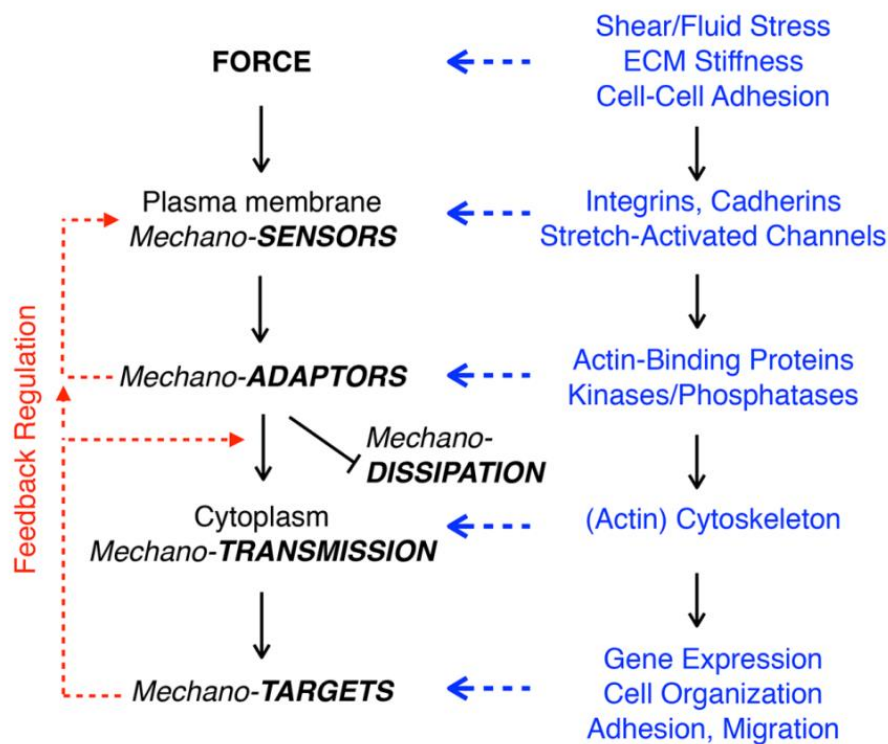 FORCE
Shear/Fluid Stress
ECM Stiffness
Cell-Cell Adhesion
Plasma membrane
Mechano-SENSORS
Integrins, Cadherins
Stretch-Activated Channels
Mechano-ADAPTORS
Actin-Binding Proteins
Kinases/Phosphatases
Mechano-
DISSIPATION
Cytoplasm
Mechano-TRANSMISSION
(Actin) Cytoskeleton
Mechano-TARGETS
Gene Expression
Cell Organization
Adhesion, Migration
Feedback Regulation